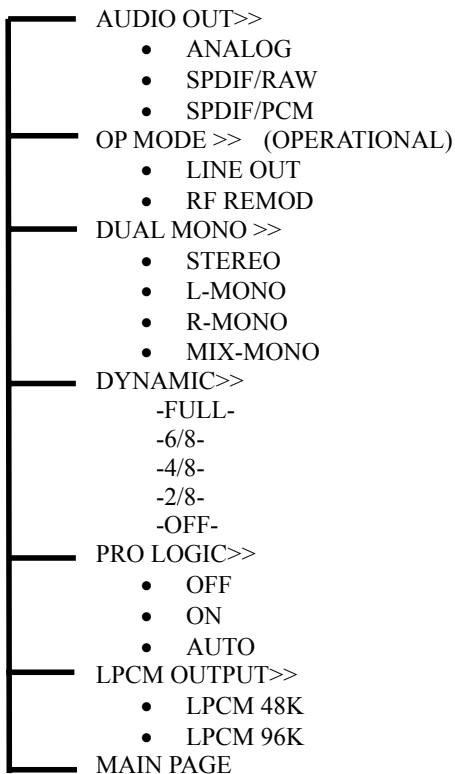 AUDIO OUT>>
• ANALOG
• SPDIF/RAW
• SPDIF/PCM
OP MODE >> (OPERATIONAL)
• LINE OUT
• RF REMOD
DUAL MONO >>
• STEREO
• L-MONO
• R-MONO
• MIX-MONO
DYNAMIC>>
-FULL-
-6/8-
-4/8-
-2/8-
-OFF-
PRO LOGIC>>
• OFF
• ON
• AUTO
LPCM OUTPUT>>
• LPCM 48K
• LPCM 96K
MAIN PAGE